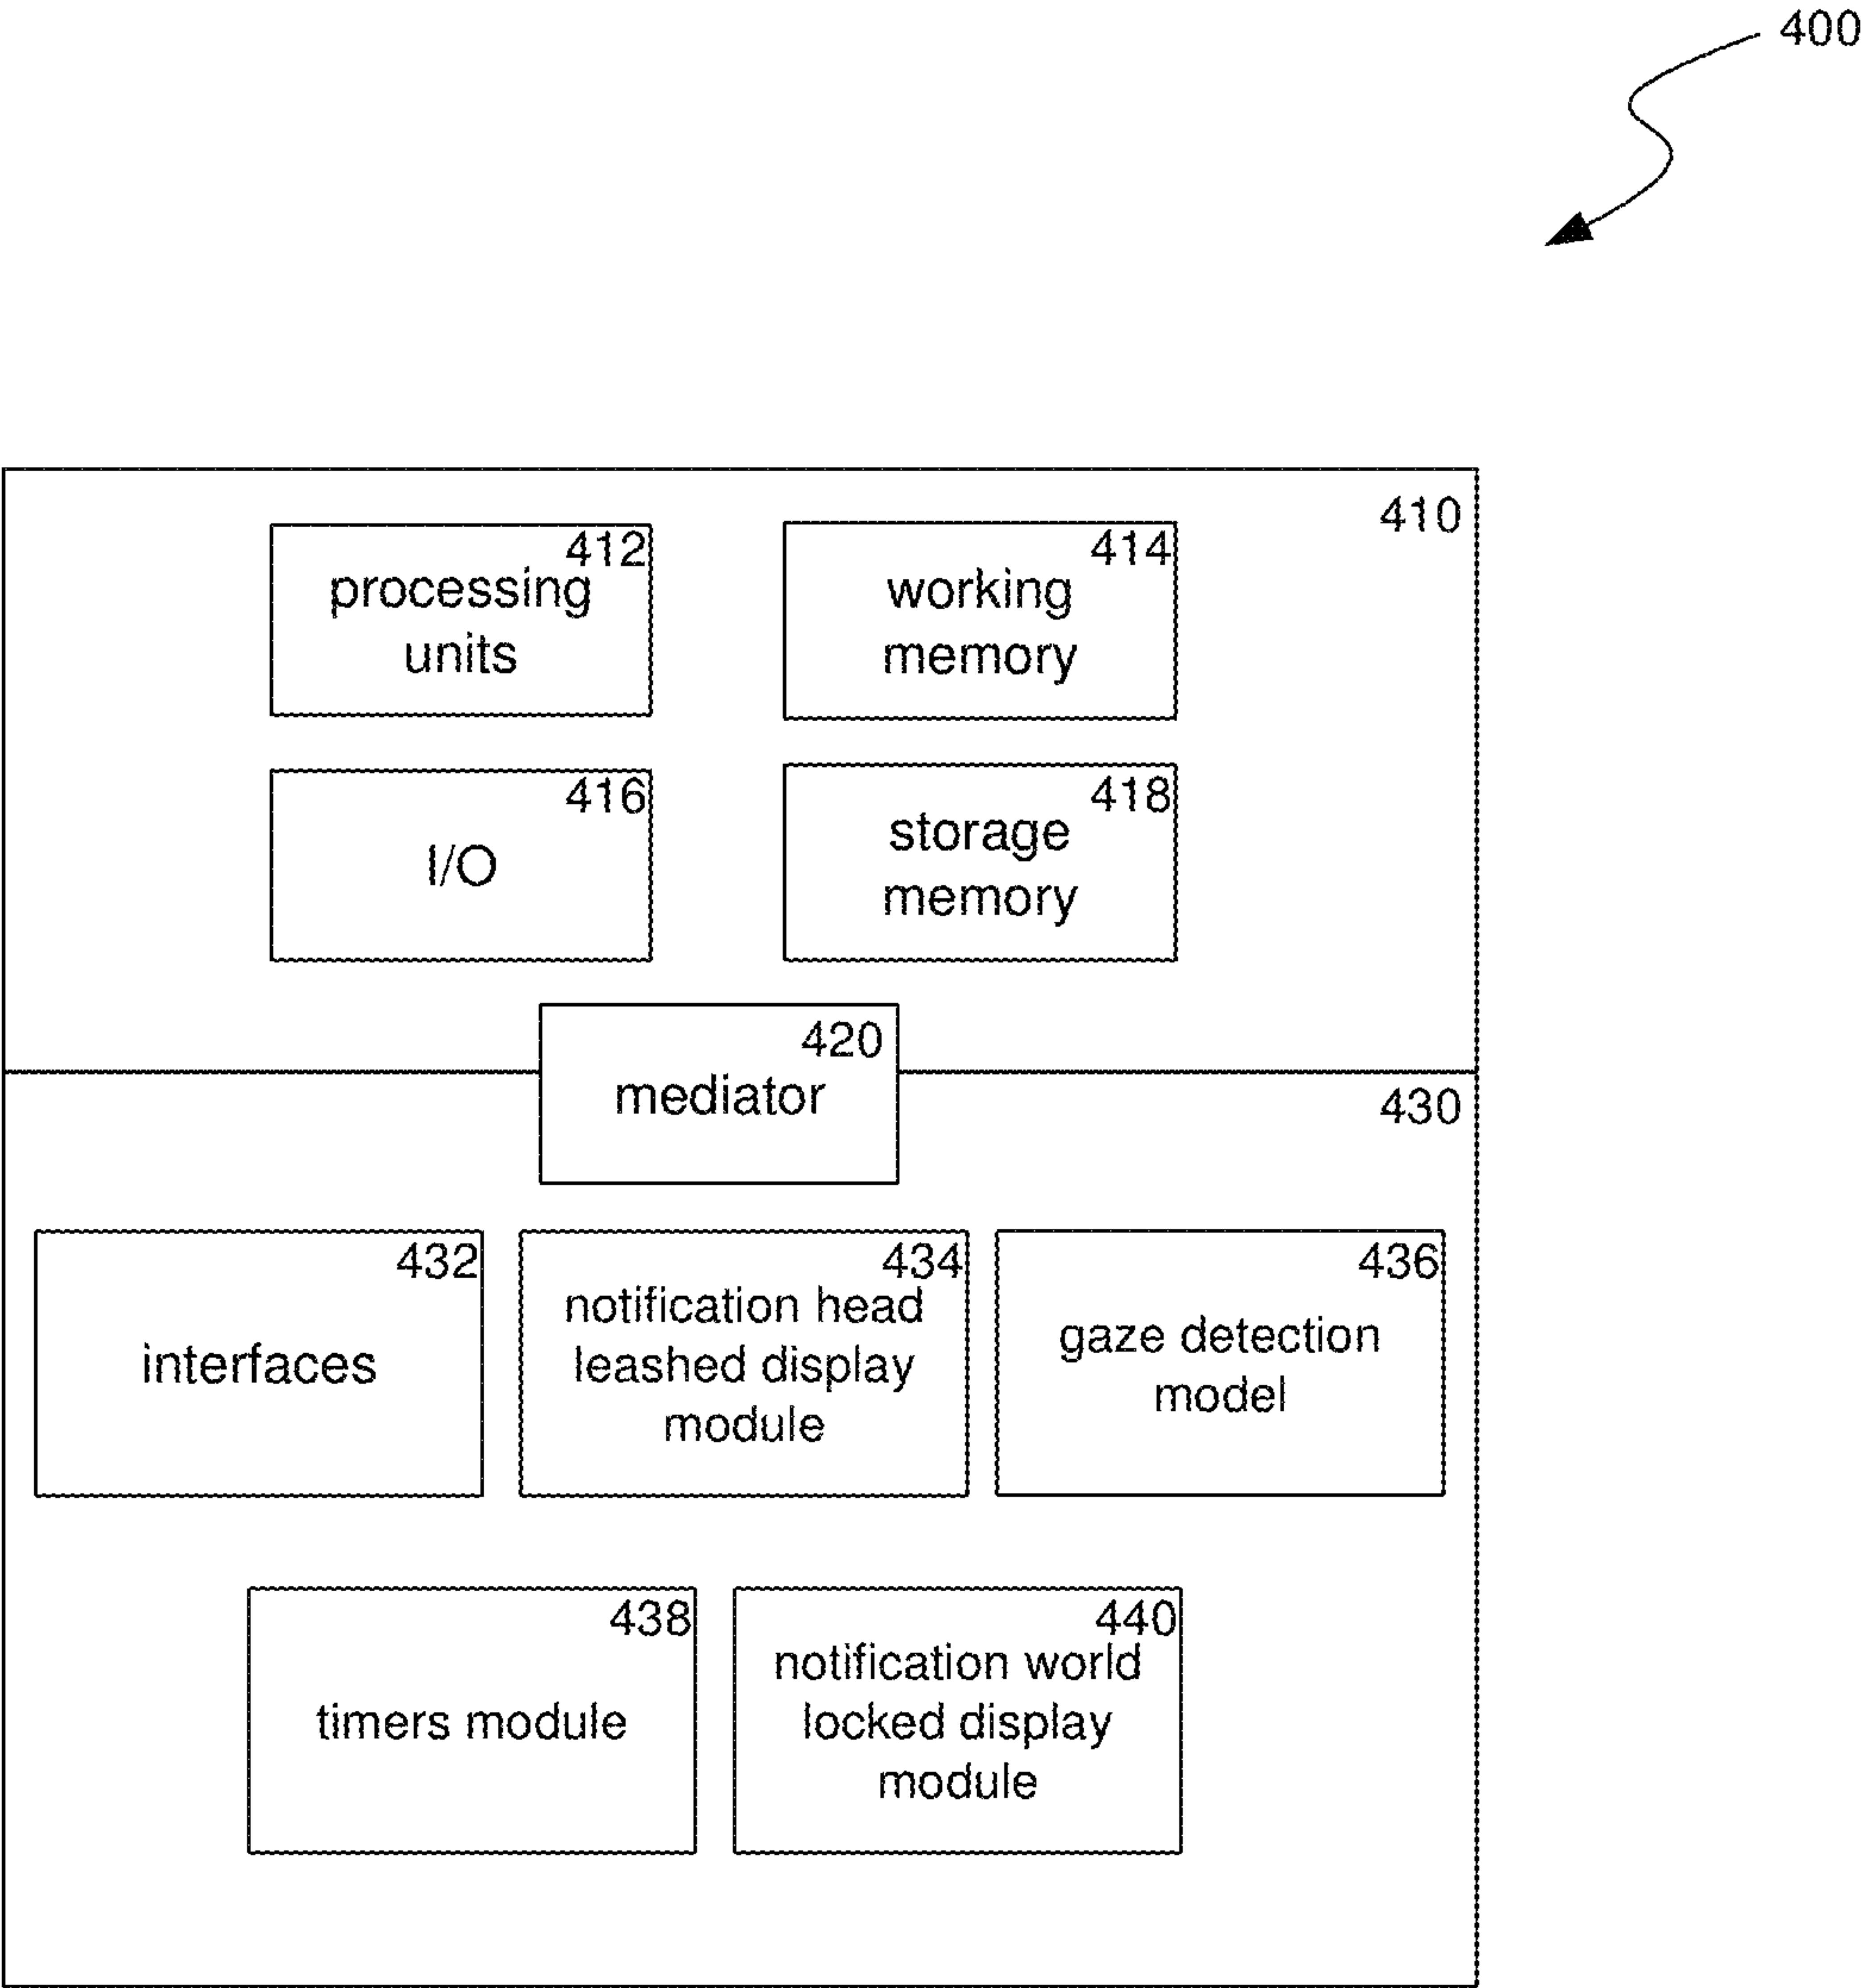 400
410
412
processing
units
414
working
memory
416
I/O
418
storage
memory
420
mediator
430
432
interfaces
434
notification head
leashed display
module
436
gaze detection
model
438
timers module
440
notification world
locked display
module